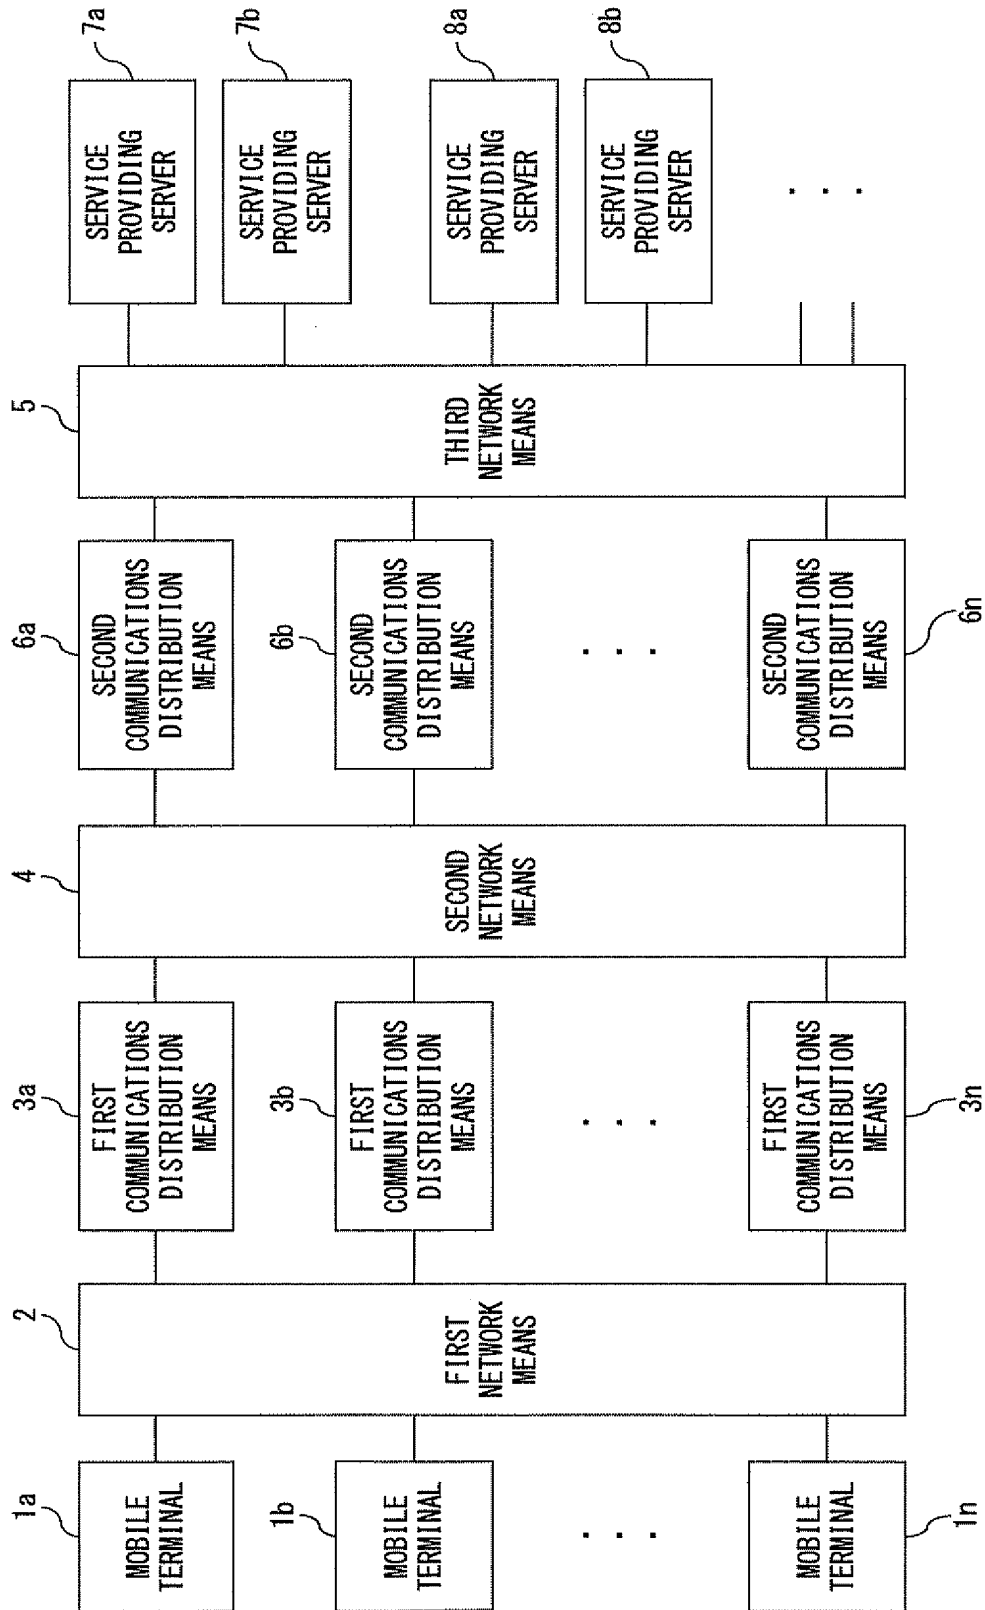 1a
MOBILE
TERMINAL
1b
MOBILE
TERMINAL
. . .
1n
MOBILE
TERMINAL
2
FIRST
NETWORK
MEANS
3a
FIRST
COMMUNICATIONS
DISTRIBUTION
MEANS
3b
FIRST
COMMUNICATIONS
DISTRIBUTION
MEANS
. . .
3n
FIRST
COMMUNICATIONS
DISTRIBUTION
MEANS
4
SECOND
NETWORK
MEANS
6a
SECOND
COMMUNICATIONS
DISTRIBUTION
MEANS
6b
SECOND
COMMUNICATIONS
DISTRIBUTION
MEANS
. . .
6n
SECOND
COMMUNICATIONS
DISTRIBUTION
MEANS
5
THIRD
NETWORK
MEANS
7a
SERVICE
PROVIDING
SERVER
7b
SERVICE
PROVIDING
SERVER
8a
SERVICE
PROVIDING
SERVER
8b
SERVICE
PROVIDING
SERVER
. . .